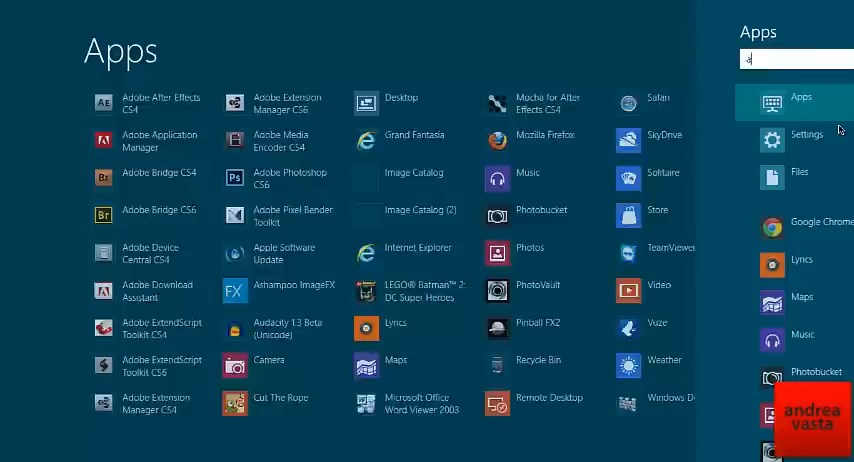 Apps
Adobe After Effects
CS4
Adobe Application
Manager
Adobe Bridge CS4
Adobe Bridge CS6
Adobe Device
Central CS4
Adobe Download
Assistant
Adobe ExtendScript
Toolkit CS4
Adobe ExtendScript
Toolkit CS6
Adobe Extension
Manager CS4
Adobe Extension
Manager CS6
Adobe Media
Encoder CS4
Adobe Photoshop
CS6
Adobe Pixel Bender
Toolkit
Apple Software
Update
Ashampoo ImageFX
Audacity 1.3 Beta
(Unicode)
Camera
Cut The Rope
Desktop
Grand Fantasia
Image Catalog
Image Catalog (2)
Internet Explorer
LEGO® Batman™ 2:
DC Super Heroes
Lyrics
Maps
Microsoft Office
Word Viewer 2003
Mocha for After
Effects CS4
Mozilla Firefox
Music
Photobucket
Photos
PhotoVault
Pinball FX2
Recycle Bin
Remote Desktop
Safari
SkyDrive
Solitaire
Store
TeamViewer
Video
Vuze
Weather
Windows D
Apps
a
Apps
Settings
Files
Google Chrome
Lyrics
Maps
Music
Photobucket
andrea
vasta